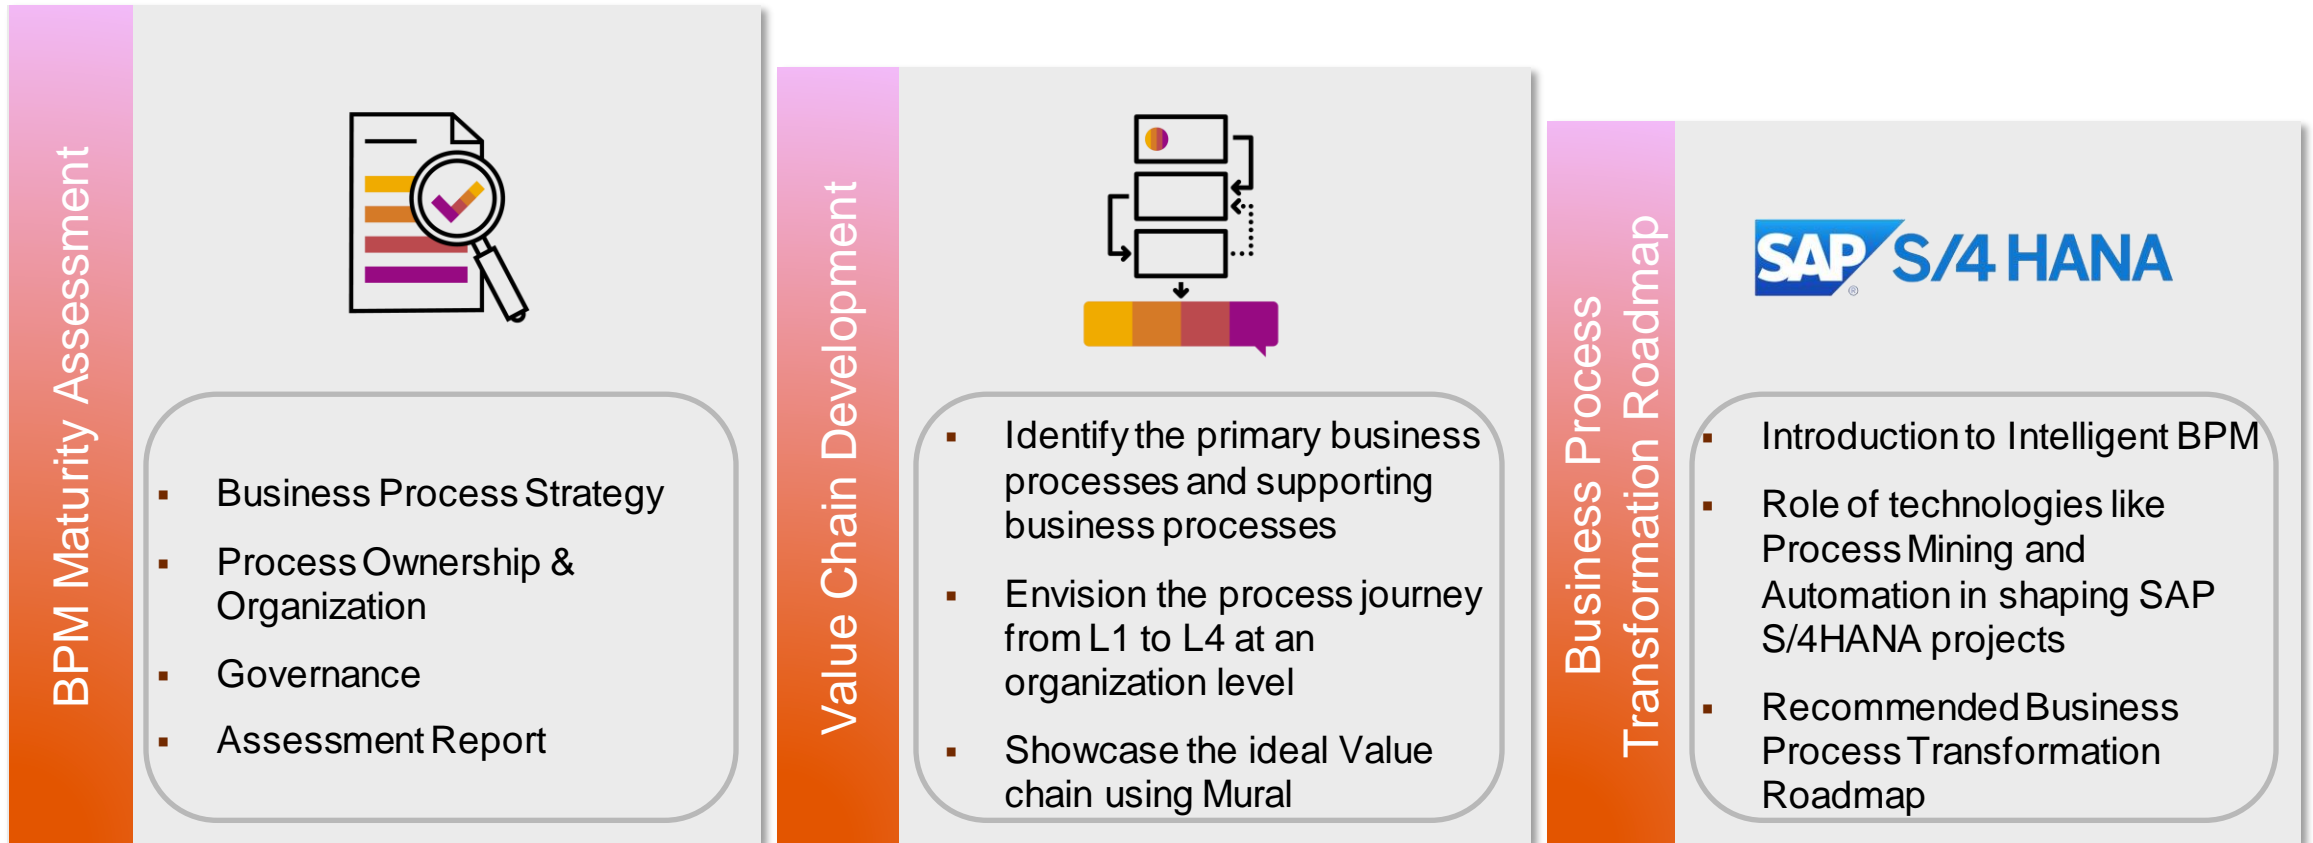 BPM Maturity Assessment
▪ Business Process Strategy
▪ Process Ownership &
Organization
▪ Governance
▪ Assessment Report
Value Chain Development
▪ Identify the primary business
processes and supporting
business processes
▪ Envision the process journey
from L1 to L4 at an
organization level
▪ Showcase the ideal Value
chain using Mural
Business Process
Transformation Roadmap
SAP® S/4 HANA
▪ Introduction to Intelligent BPM
▪ Role of technologies like
Process Mining and
Automation in shaping SAP
S/4HANA projects
▪ Recommended Business
Process Transformation
Roadmap